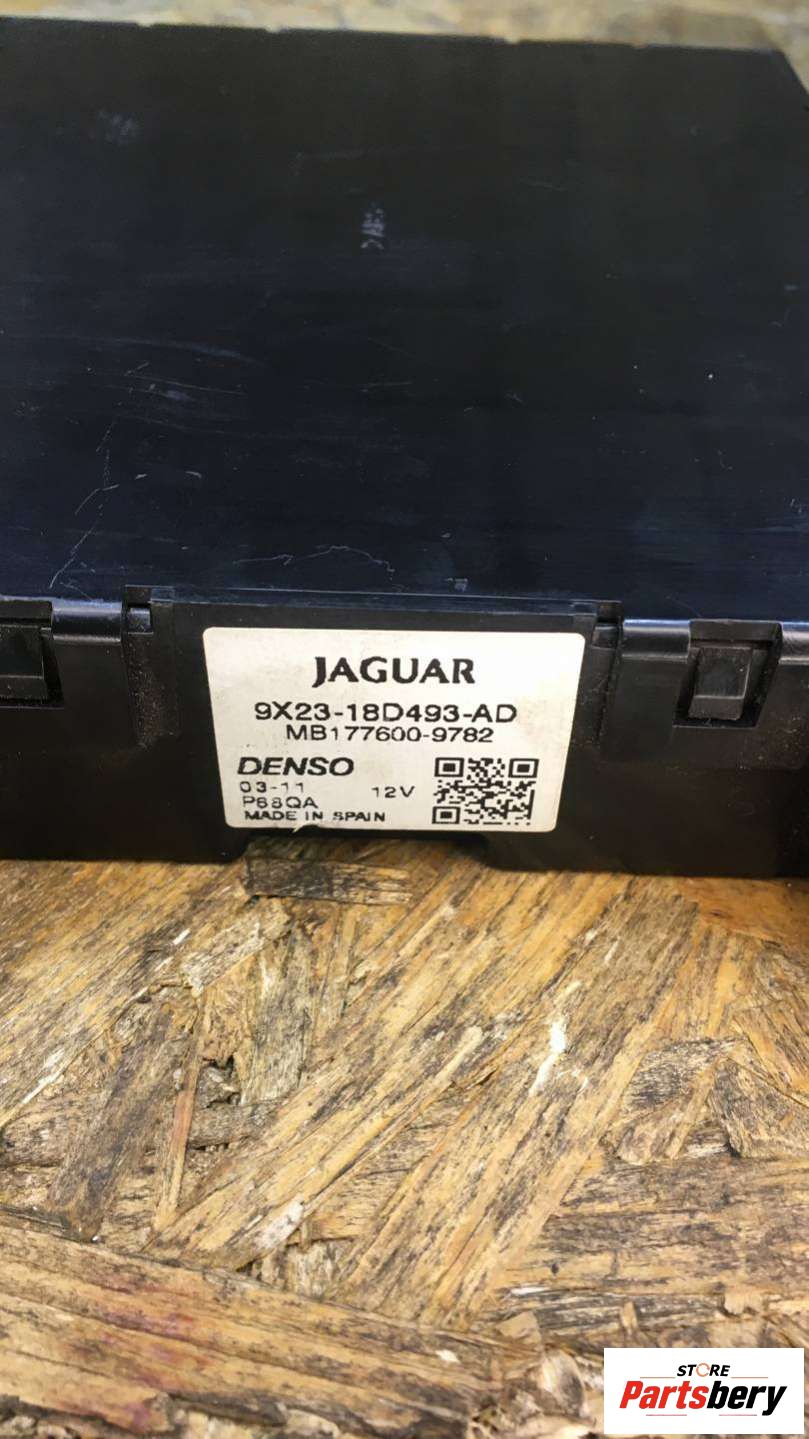 JAGUAR
9X23-18D493-AD
MB177600-9782
DENSO
03-11 12V
P68QA
MADE IN SPAIN
STORE
Partsbery